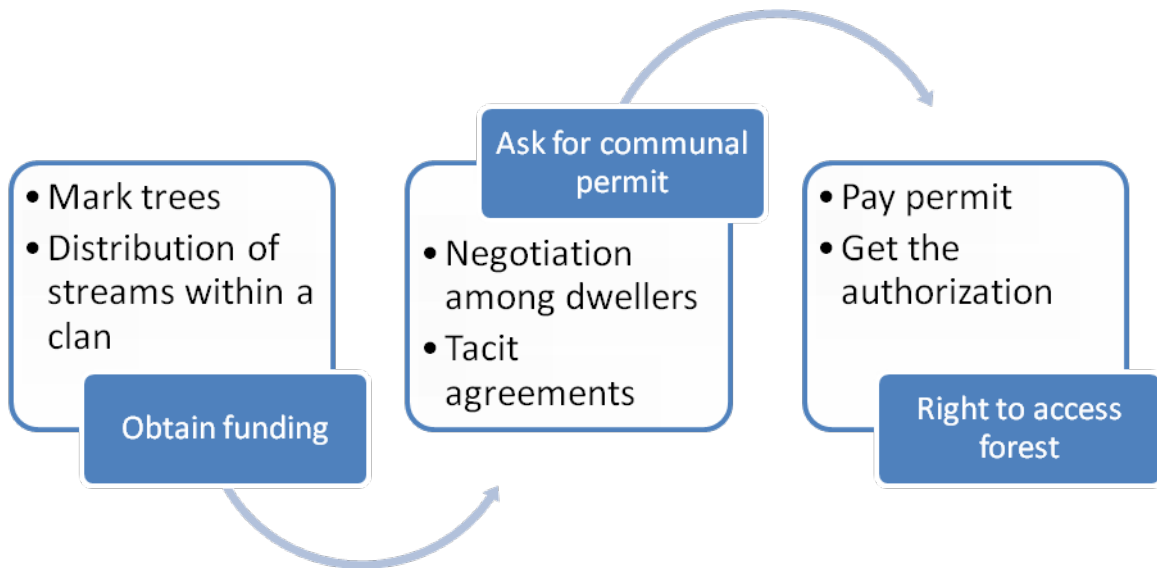 • Mark trees
• Distribution of
streams within a
clan
Obtain funding
Ask for communal
permit
• Negotiation
among dwellers
• Tacit
agreements
• Pay permit
• Get the
authorization
Right to access
forest